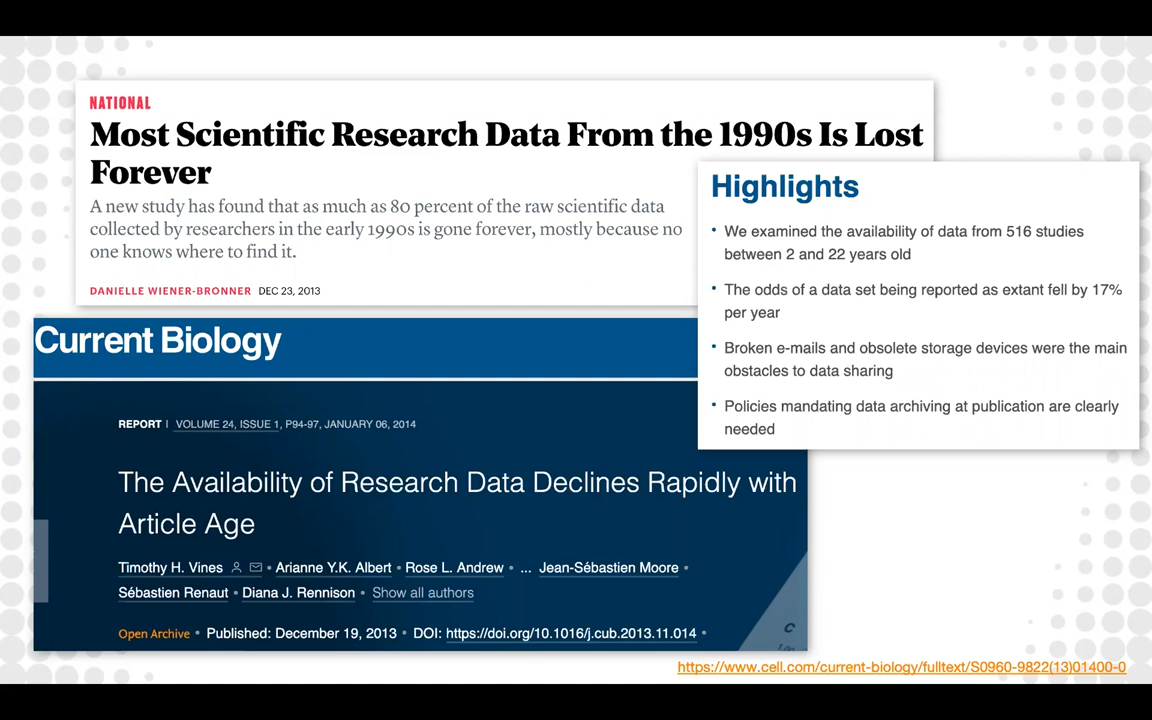 NATIONAL
Most Scientific Research Data From the 1990s Is Lost
Forever
A new study has found that as much as 80 percent of the raw scientific data
collected by researchers in the early 1990s is gone forever, mostly because no
one knows where to find it.
DANIELLE WIENER-BRONNER DEC 23, 2013
Highlights
• We examined the availability of data from 516 studies
between 2 and 22 years old
• The odds of a data set being reported as extant fell by 17%
per year
• Broken e-mails and obsolete storage devices were the main
obstacles to data sharing
• Policies mandating data archiving at publication are clearly
needed
Current Biology
REPORT | VOLUME 24, ISSUE 1, P94-97, JANUARY 06, 2014
The Availability of Research Data Declines Rapidly with
Article Age
Timothy H. Vines • Arianne Y.K. Albert • Rose L. Andrew • ... Jean-Sébastien Moore •
Sébastien Renaut • Diana J. Rennison • Show all authors
Open Archive • Published: December 19, 2013 • DOI: https://doi.org/10.1016/j.cub.2013.11.014 •
https://www.cell.com/current-biology/fulltext/S0960-9822(13)01400-0